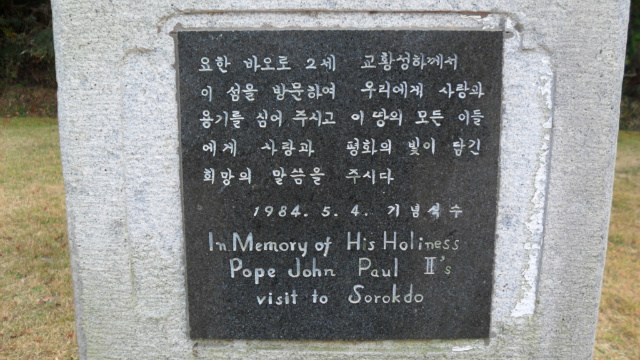 요한 바오로 2세 교황성하께서
이 섬을 방문하여 우리에게 사랑과
용기를 심어 주시고 이 땅의 모든 이들
에게 사랑과 평화의 빛이 담긴
희망의 말씀을 주시다
1984. 5. 4. 기념식수
In Memory of His Holiness
Pope John Paul II's
visit to Sorokdo